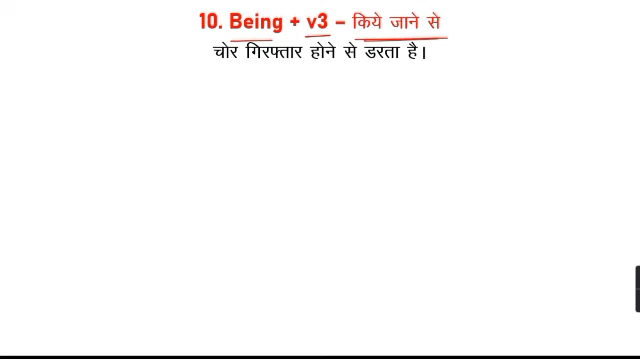 10. Being + v3 – किये जाने से
चोर गिरफ्तार होने से डरता है।